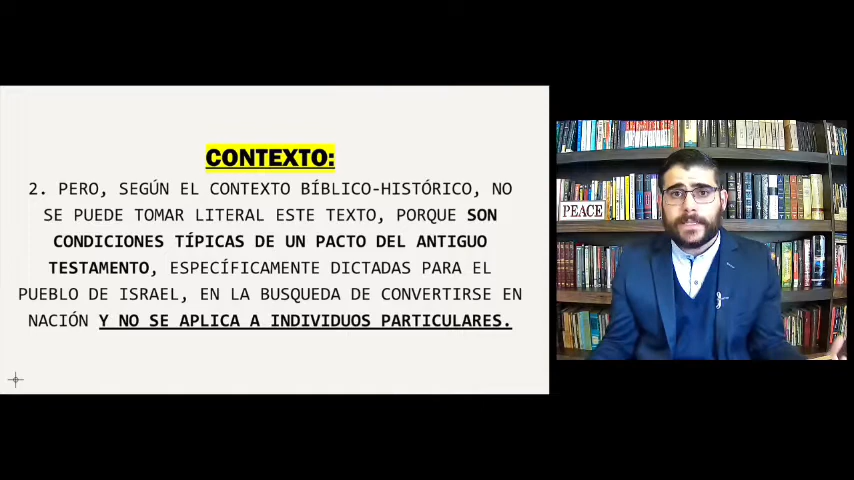 CONTEXTO:
2. PERO, SEGÚN EL CONTEXTO BÍBLICO-HISTÓRICO, NO
SE PUEDE TOMAR LITERAL ESTE TEXTO, PORQUE SON
CONDICIONES TÍPICAS DE UN PACTO DEL ANTIGUO
TESTAMENTO, ESPECÍFICAMENTE DICTADAS PARA EL
PUEBLO DE ISRAEL, EN LA BUSQUEDA DE CONVERTIRSE EN
NACIÓN Y NO SE APLICA A INDIVIDUOS PARTICULARES.
PEACE